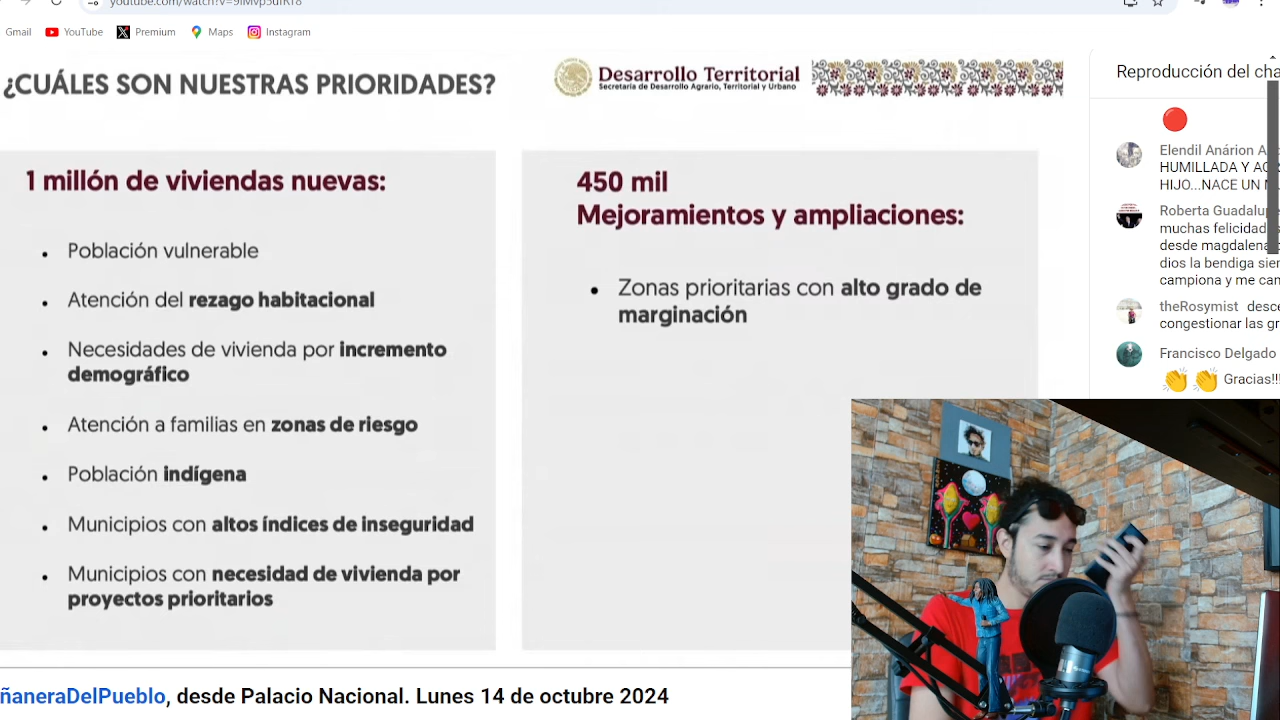 Gmail
YouTube
Premium
Maps
Instagram
¿CUÁLES SON NUESTRAS PRIORIDADES?
Desarrollo Territorial
Secretaría de Desarrollo Agrario, Territorial y Urbano
1 millón de viviendas nuevas:
• Población vulnerable
• Atención del rezago habitacional
• Necesidades de vivienda por incremento
demográfico
• Atención a familias en zonas de riesgo
• Población indígena
• Municipios con altos índices de inseguridad
• Municipios con necesidad de vivienda por
proyectos prioritarios
450 mil
Mejoramientos y ampliaciones:
• Zonas prioritarias con alto grado de
marginación
Reproducción del cha
Elendil Anárion
HUMILLADA Y
HIJO...NACE UN
Roberta Guadalup
muchas felicidad
desde magdalena
dios la bendiga sie
campiona y me can
theRosymist desc
congestionar las gr
Francisco Delgado
Gracias!!!
ñaneraDelPueblo, desde Palacio Nacional. Lunes 14 de octubre 2024